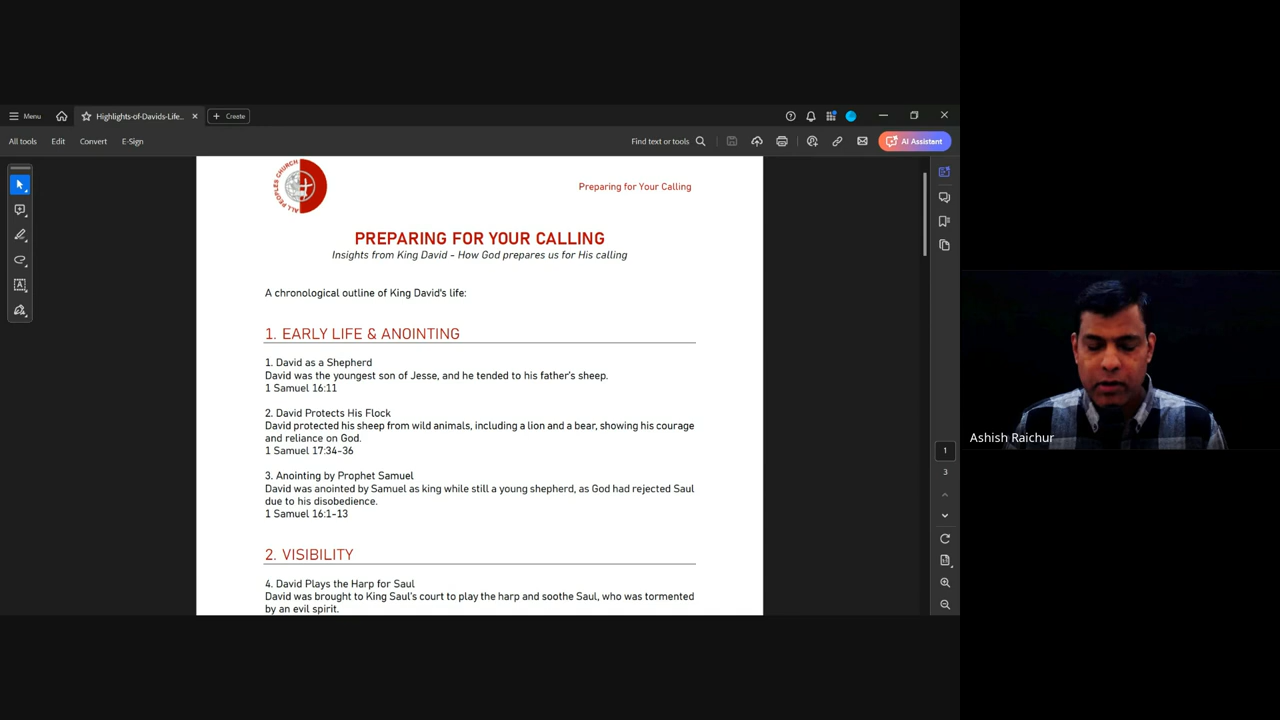 Menu
Highlights-of-Davids-Life...
Create
All tools
Edit
Convert
E-Sign
Find text or tools
AI Assistant
ALL PEOPLES CHURCH
Preparing for Your Calling
PREPARING FOR YOUR CALLING
Insights from King David - How God prepares us for His calling
A chronological outline of King David's life:
1. EARLY LIFE & ANOINTING
1. David as a Shepherd
David was the youngest son of Jesse, and he tended to his father's sheep.
1 Samuel 16:11
2. David Protects His Flock
David protected his sheep from wild animals, including a lion and a bear, showing his courage
and reliance on God.
1 Samuel 17:34-36
3. Anointing by Prophet Samuel
David was anointed by Samuel as king while still a young shepherd, as God had rejected Saul
due to his disobedience.
1 Samuel 16:1-13
2. VISIBILITY
4. David Plays the Harp for Saul
David was brought to King Saul's court to play the harp and soothe Saul, who was tormented
by an evil spirit.
1
3
Ashish Raichur